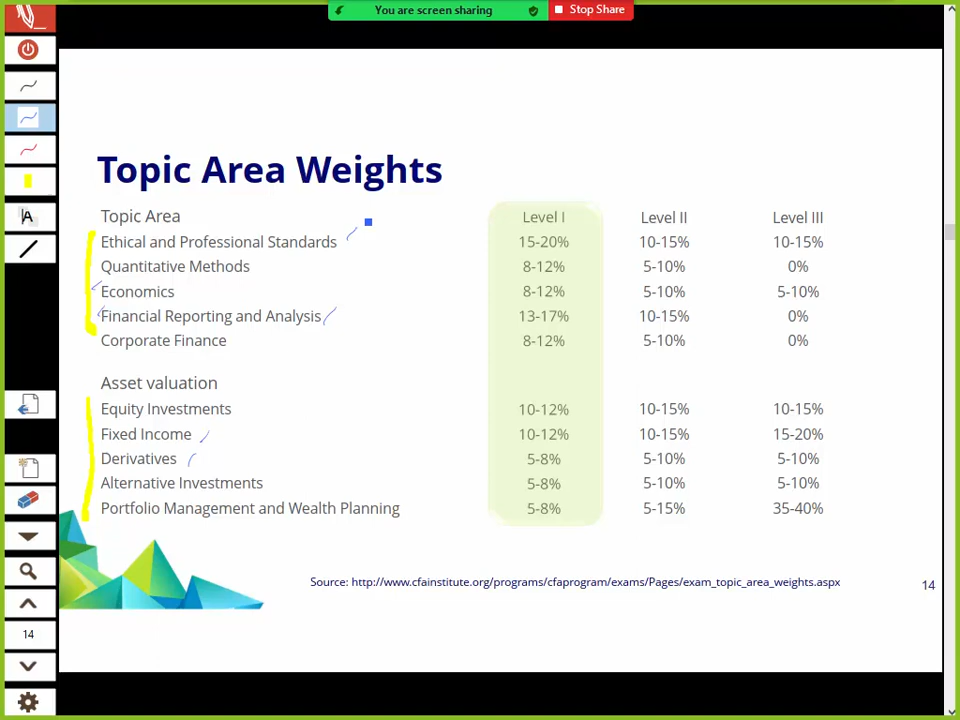 You are screen sharing Stop Share
Topic Area Weights
Topic Area Level I Level II Level III
Ethical and Professional Standards 15-20% 10-15% 10-15%
Quantitative Methods 8-12% 5-10% 0%
Economics 8-12% 5-10% 5-10%
Financial Reporting and Analysis 13-17% 10-15% 0%
Corporate Finance 8-12% 5-10% 0%
Asset valuation
Equity Investments 10-12% 10-15% 10-15%
Fixed Income 10-12% 10-15% 15-20%
Derivatives 5-8% 5-10% 5-10%
Alternative Investments 5-8% 5-10% 5-10%
Portfolio Management and Wealth Planning 5-8% 5-15% 35-40%
Source: http://www.cfainstitute.org/programs/cfaprogram/exams/Pages/exam_topic_area_weights.aspx
14
A
14